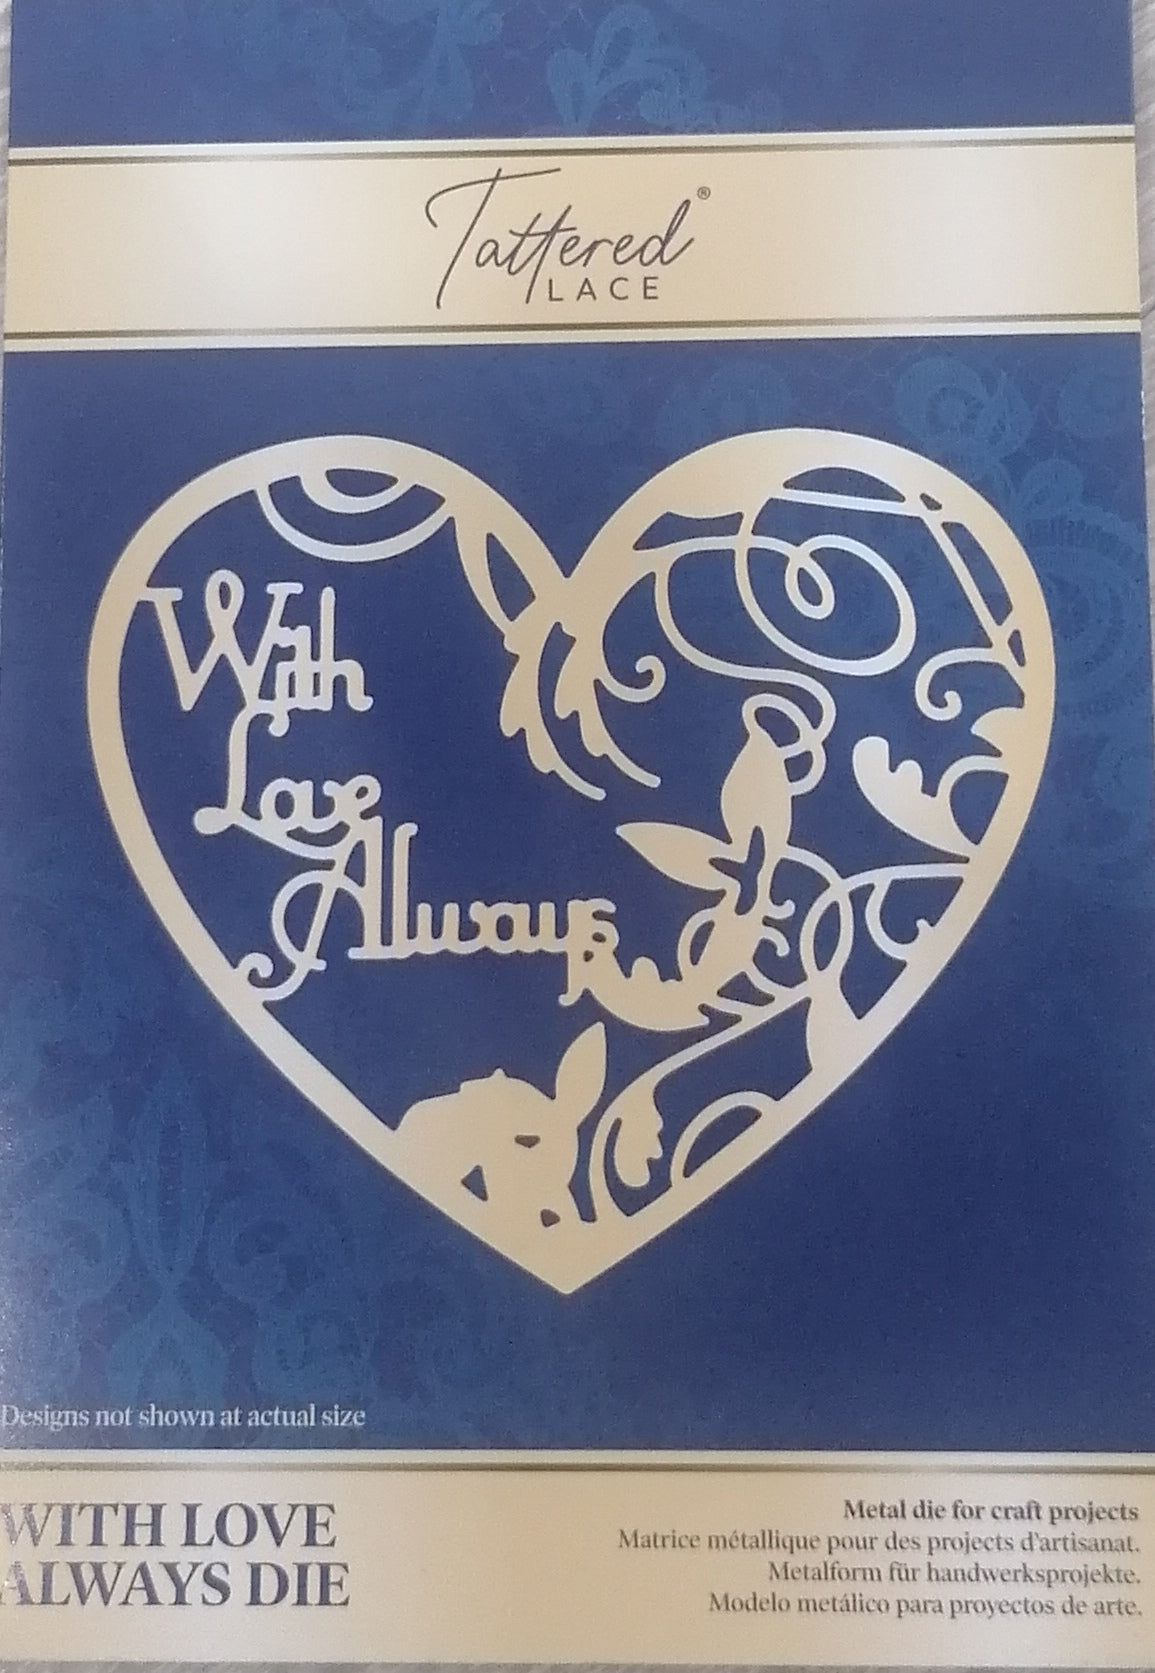 Tattered®
LACE
With
Love
Always
Designs not shown at actual size
WITH LOVE
ALWAYS DIE
Metal die for craft projects
Matrice métallique pour des projects d'artisanat.
Metalform für handwerksprojekte.
Modelo metálico para proyectos de arte.